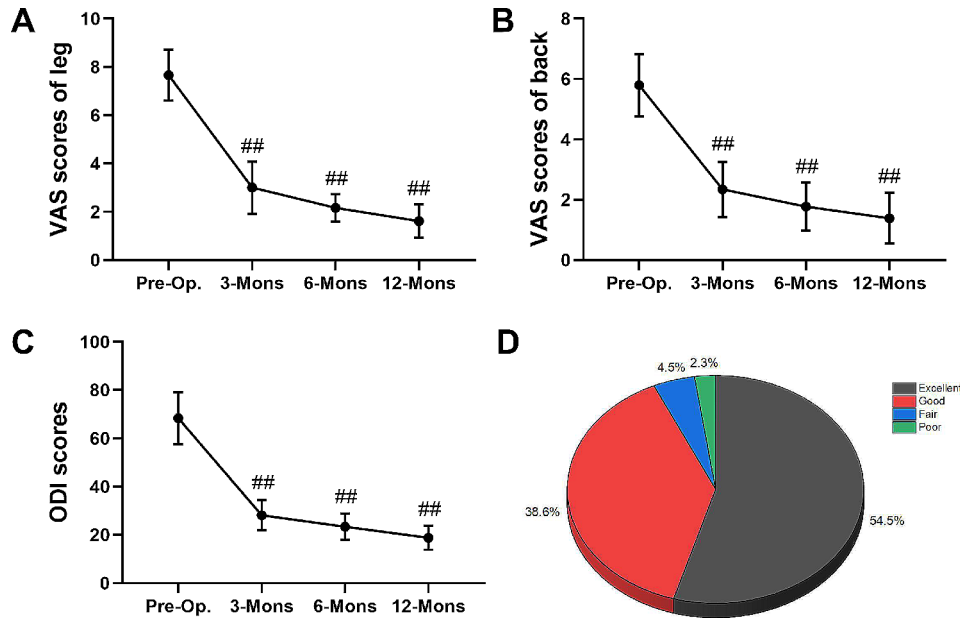 A
VAS scores of leg
10
8
6
4
2
0
##
##
##
Pre-Op.
3-Mons
6-Mons
12-Mons
B
VAS scores of back
8
6
4
2
0
##
##
##
Pre-Op.
3-Mons
6-Mons
12-Mons
C
ODI scores
100
80
60
40
20
0
##
##
##
Pre-Op.
3-Mons
6-Mons
12-Mons
D
4.5%
2.3%
38.6%
54.5%
Excellent
Good
Fair
Poor